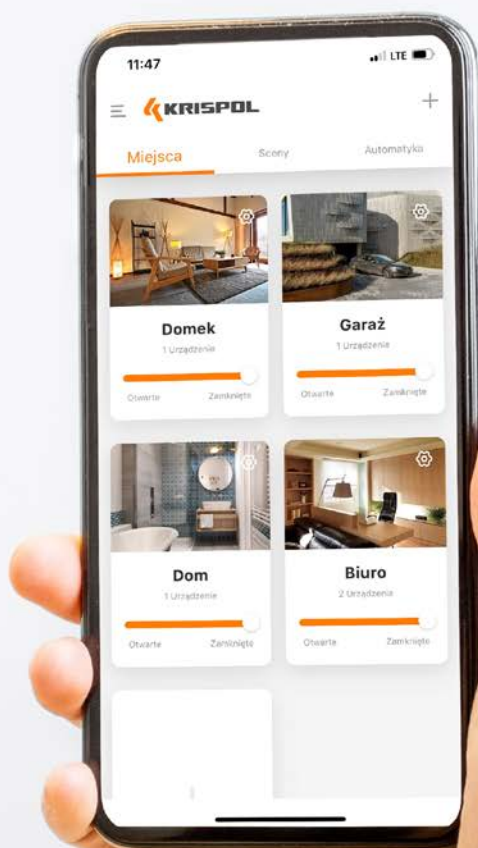 11:47
LTE
KRISPOL
Miejsca
Sceny
Automatyka
Domek
1 Urządzenie
Otwarte
Zamknięte
Garaż
1 Urządzenie
Otwarte
Zamknięte
Dom
1 Urządzenie
Otwarte
Zamknięte
Biuro
2 Urządzenie
Otwarte
Zamknięte